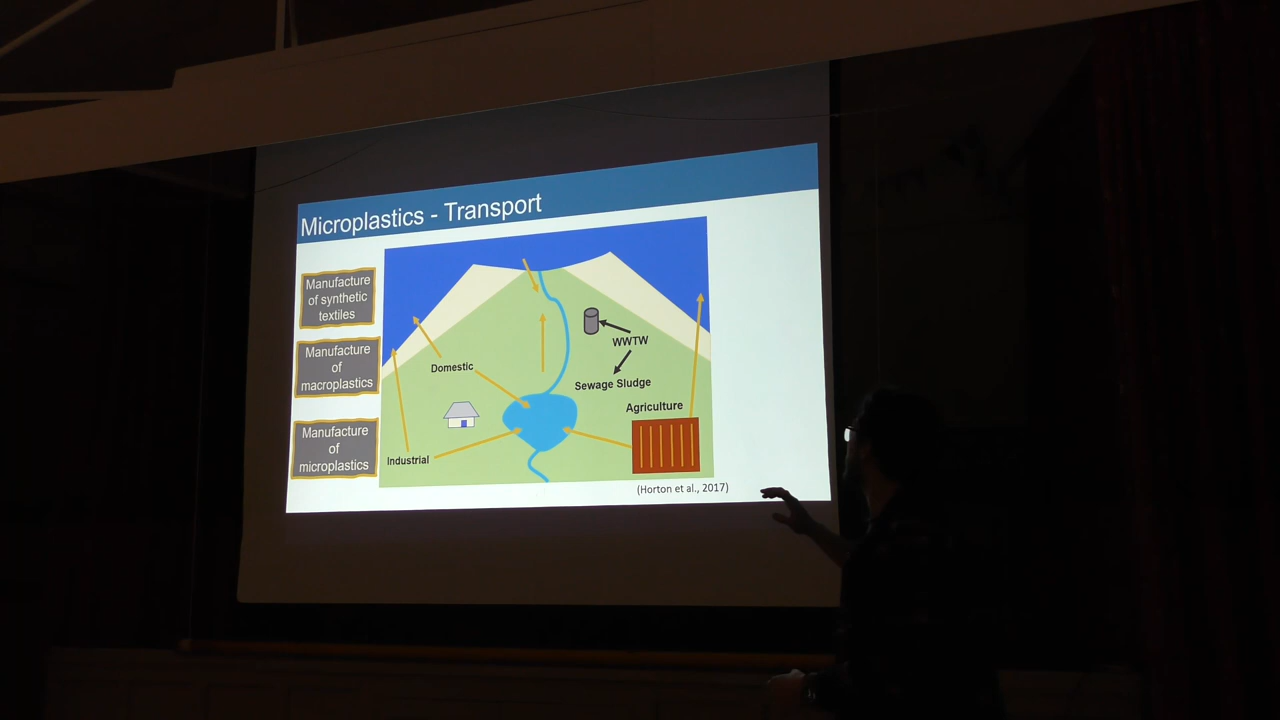 Microplastics - Transport
Manufacture
of synthetic
textiles
Manufacture
of
macroplastics
Manufacture
of
microplastics
Domestic
Industrial
WWTW
Sewage Sludge
Agriculture
(Horton et al., 2017)